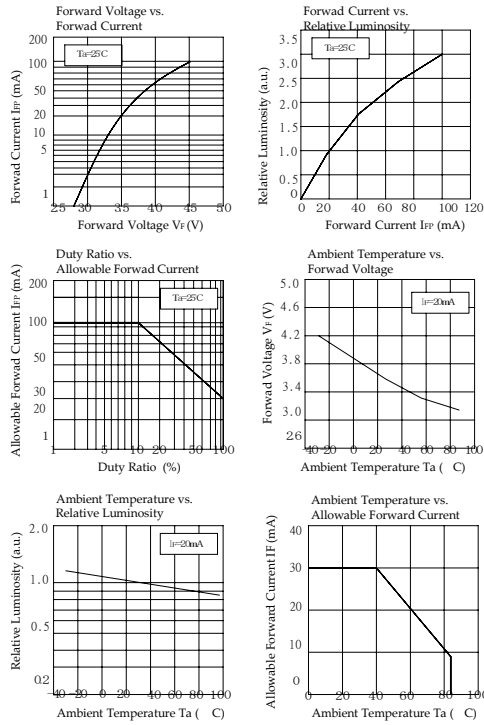 Forward Voltage vs.
Forward Current
200
100
50
20
10
5
1
Ta=25C
25 30 35 40 45 50
Forward Voltage VF (V)
Forwad Current IFP (mA)
Forward Current vs.
Relative Luminosity
3.5
3.0
2.5
2.0
1.5
1.0
0.5
0
Ta=25C
0 20 40 60 80 100 120
Forward Current IFP (mA)
Relative Luminosity (a.u.)
Duty Ratio vs.
Allowable Forwad Current
200
100
50
30
20
1
Ta=25C
1 5 10 20 50 100
Duty Ratio (%)
Allowable Forwad Current IFP (mA)
Ambient Temperature vs.
Forwad Voltage
5.0
4.6
4.2
3.8
3.4
3.0
26
IF=20mA
-40 -20 0 20 40 60 80 100
Ambient Temperature Ta ( C)
Forwad Voltage VF (V)
Ambient Temperature vs.
Relative Luminosity
2.0
1.0
0.5
0.2
IF=20mA
-40 -20 0 20 40 60 80 100
Ambient Temperature Ta ( C)
Relative Luminosity (a.u.)
Ambient Temperature vs.
Allowable Forward Current
40
30
20
10
0
0 20 40 60 80 100
Ambient Temperature Ta ( C)
Allowable Forward Current IF (mA)